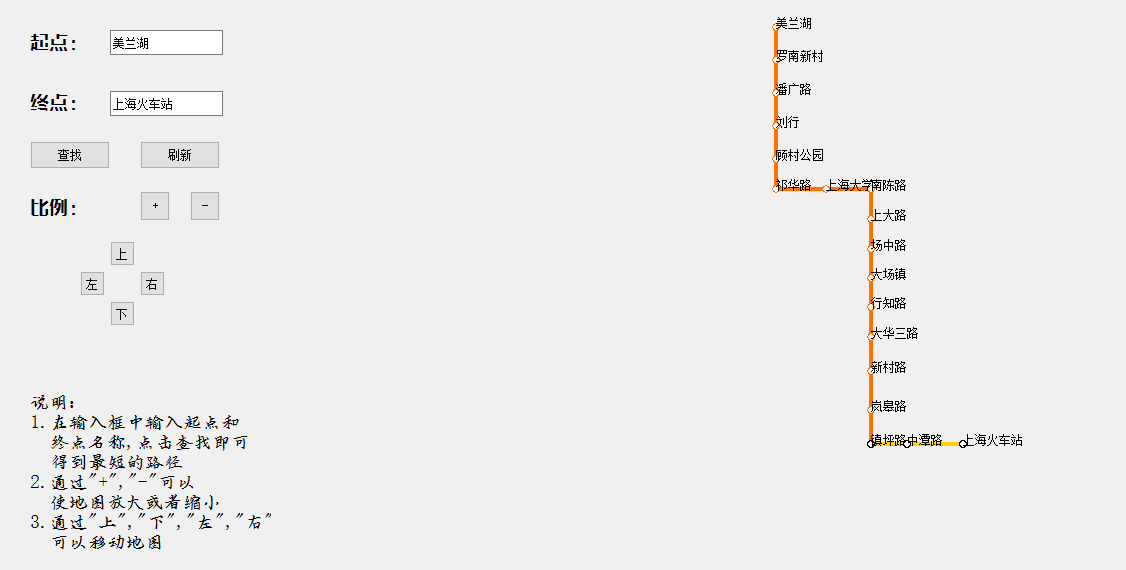 起点： 美兰湖
终点： 上海火车站
查找 刷新
比例： + -
上
左 右
下
说明：
1.在输入框中输入起点和
终点名称，点击查找即可
得到最短的路径
2.通过"+"，"-"可以
使地图放大或者缩小
3.通过"上"，"下"，"左"，"右"
可以移动地图
美兰湖
罗南新村
潘广路
刘行
顾村公园
祁华路 上海大学 南陈路
上大路
场中路
大场镇
行知路
大华三路
新村路
岚皋路
镇坪路 中潭路 上海火车站